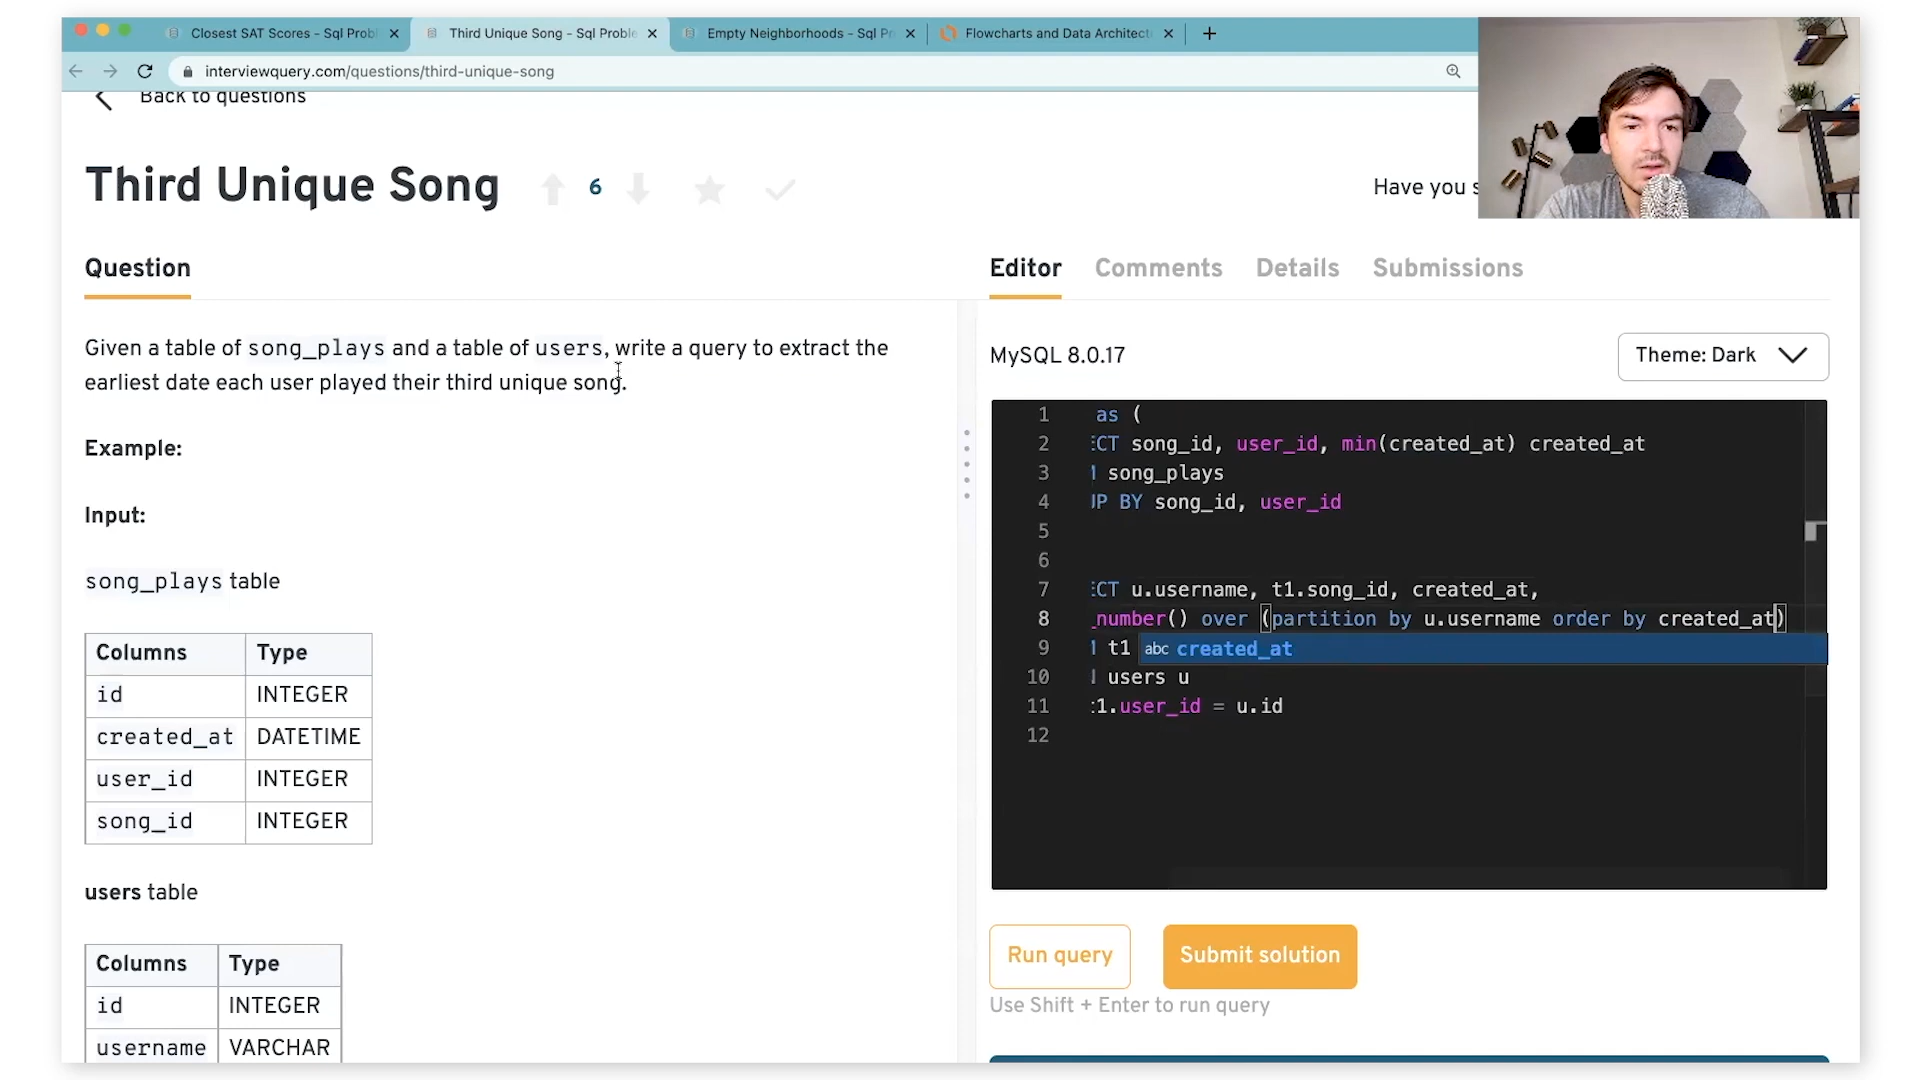 Closest SAT Scores - Sql Probl
Third Unique Song - Sql Proble
Empty Neighborhoods - Sql Pr
Flowcharts and Data Architect
interviewquery.com/questions/third-unique-song
Back to questions
Third Unique Song
6
Have you s
Question
Editor Comments Details Submissions
Given a table of song_plays and a table of users, write a query to extract the
earliest date each user played their third unique song.
Example:
Input:
song_plays table
Columns Type
id INTEGER
created_at DATETIME
user_id INTEGER
song_id INTEGER
users table
Columns Type
id INTEGER
username VARCHAR
MySQL 8.0.17
Theme: Dark
1 as (
2 ECT song_id, user_id, min(created_at) created_at
3 song_plays
4 UP BY song_id, user_id
5
6
7 ECT u.username, t1.song_id, created_at,
8 _number() over (partition by u.username order by created_at)
9 t1
abc created_at
10 users u
11 t1.user_id = u.id
12
Run query
Submit solution
Use Shift + Enter to run query